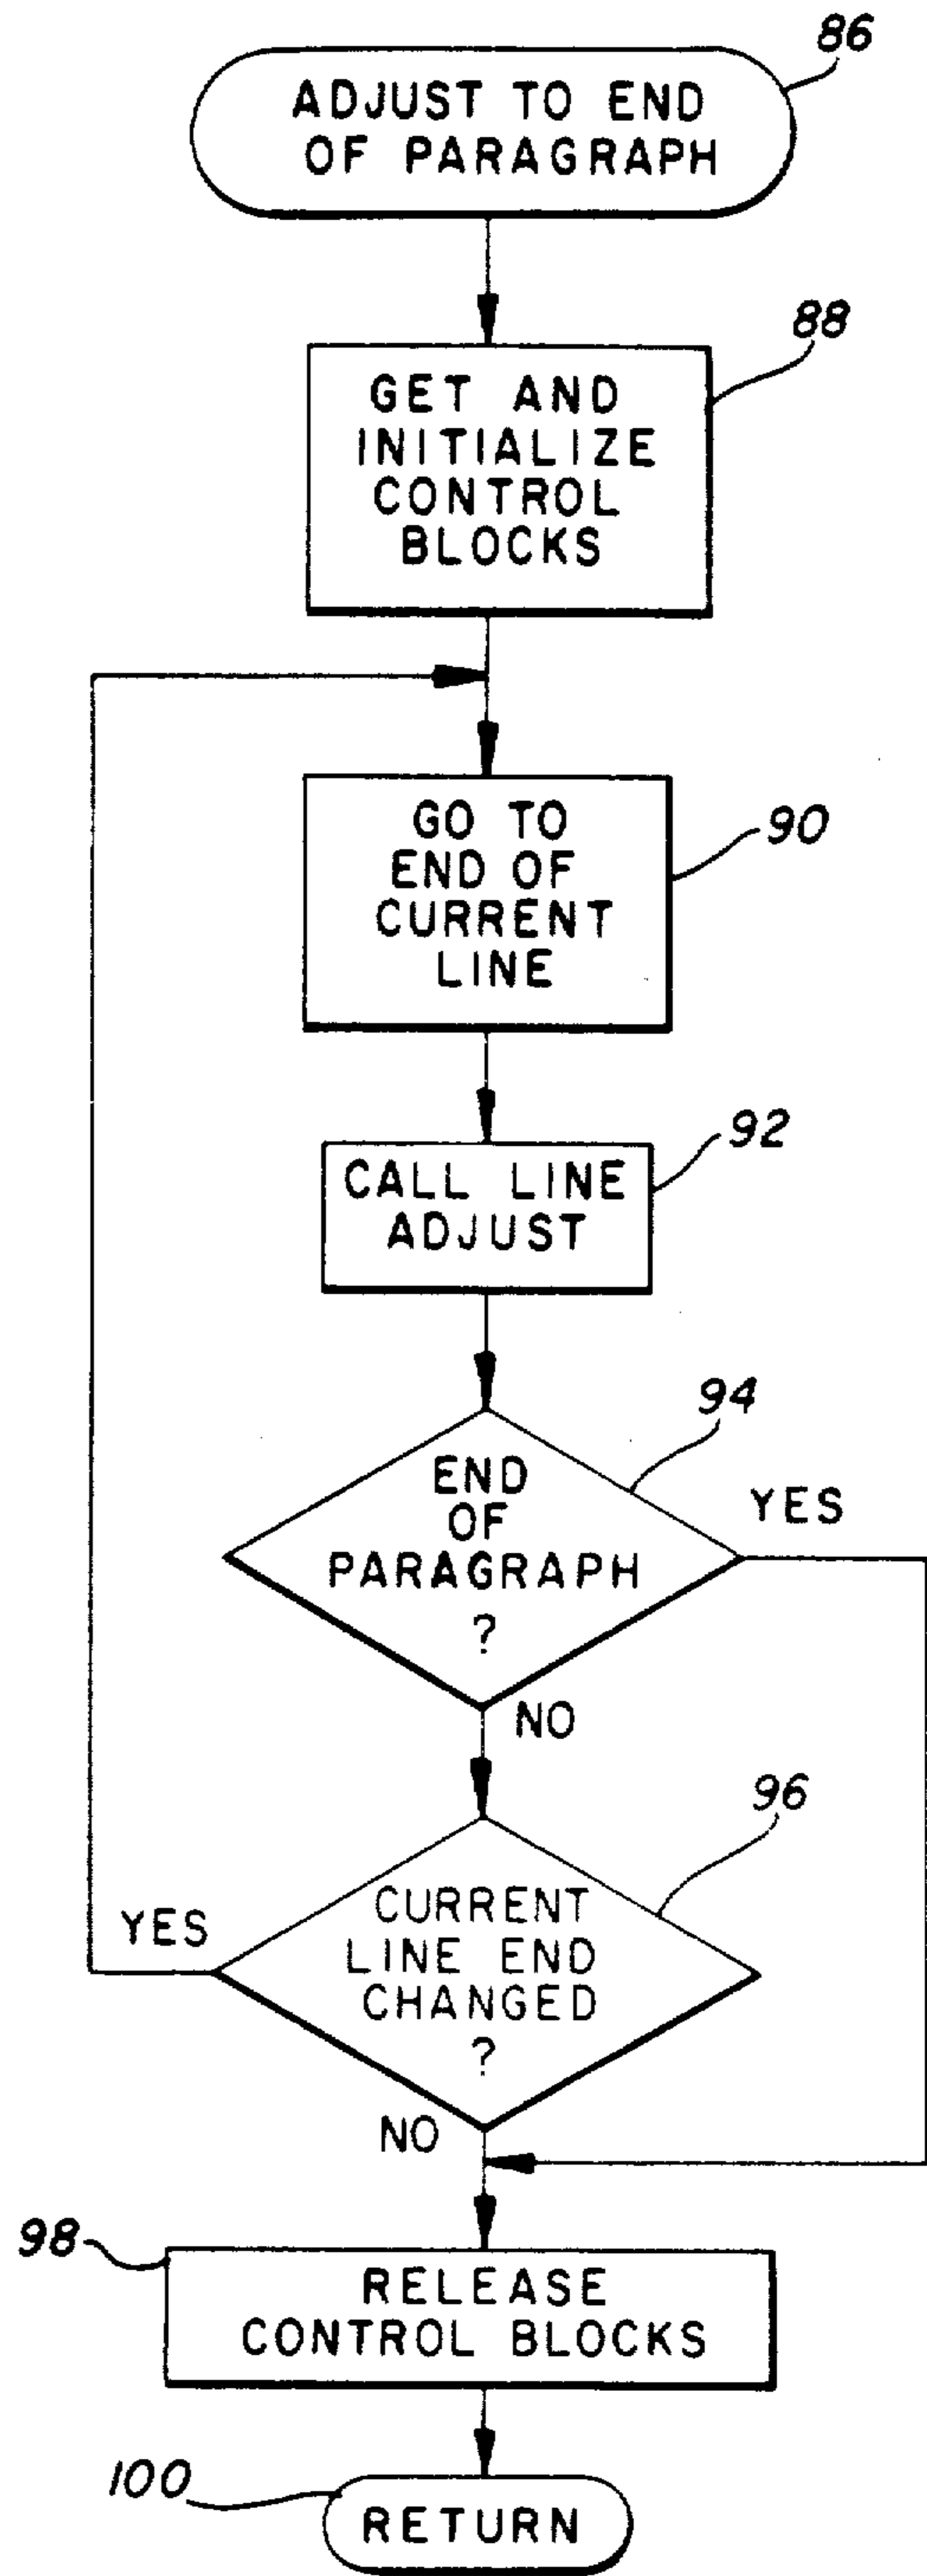 86
ADJUST TO END
OF PARAGRAPH
88
GET AND
INITIALIZE
CONTROL
BLOCKS
90
GO TO
END OF
CURRENT
LINE
92
CALL LINE
ADJUST
94
END
OF
PARAGRAPH
?
YES
NO
96
CURRENT
LINE END
CHANGED
?
YES
NO
98
RELEASE
CONTROL BLOCKS
100
RETURN